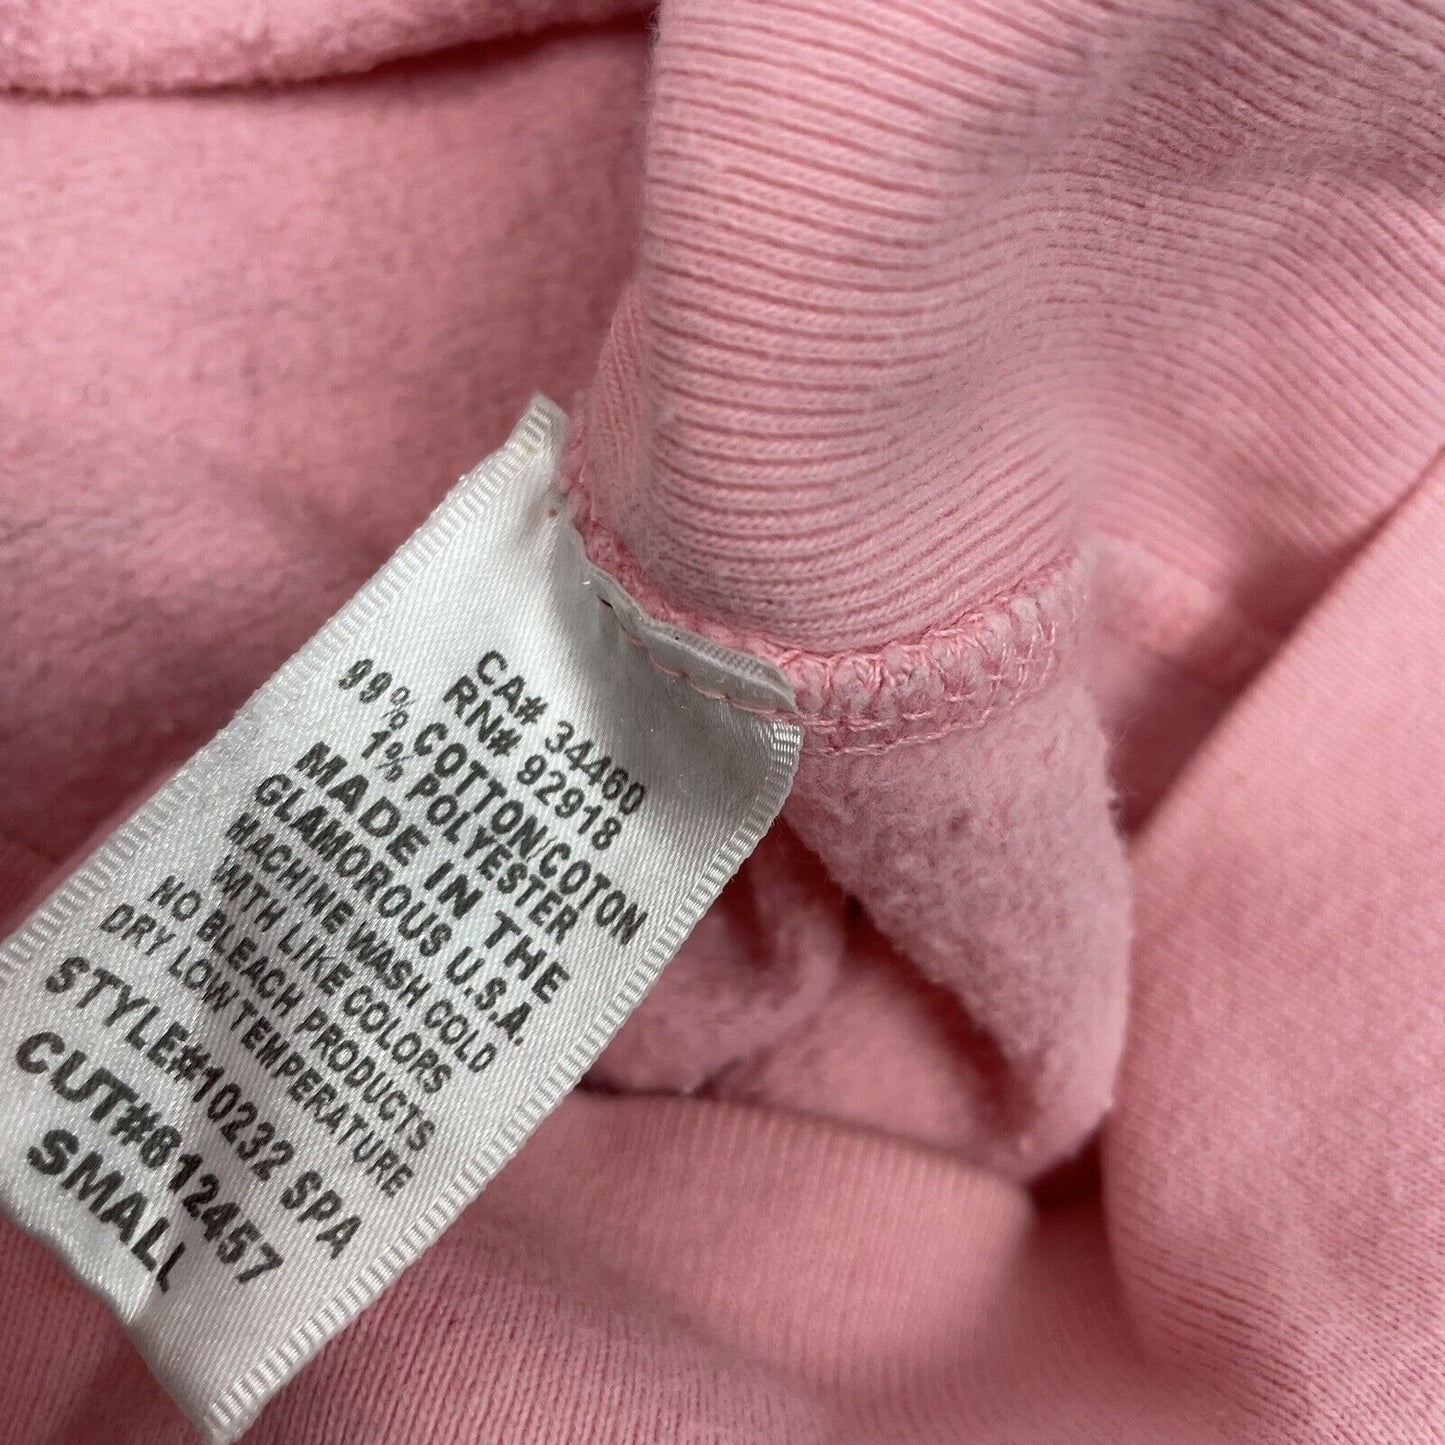 CA# 34460
RN# 92918
99% COTTON/COTON
1% POLYESTER
MADE IN THE
GLAMOROUS U.S.A.
MACHINE WASH COLD
WITH LIKE COLORS
NO BLEACH PRODUCTS
DRY LOW TEMPERATURE
STYLE#10232 SPA
CUT#812457
SMALL